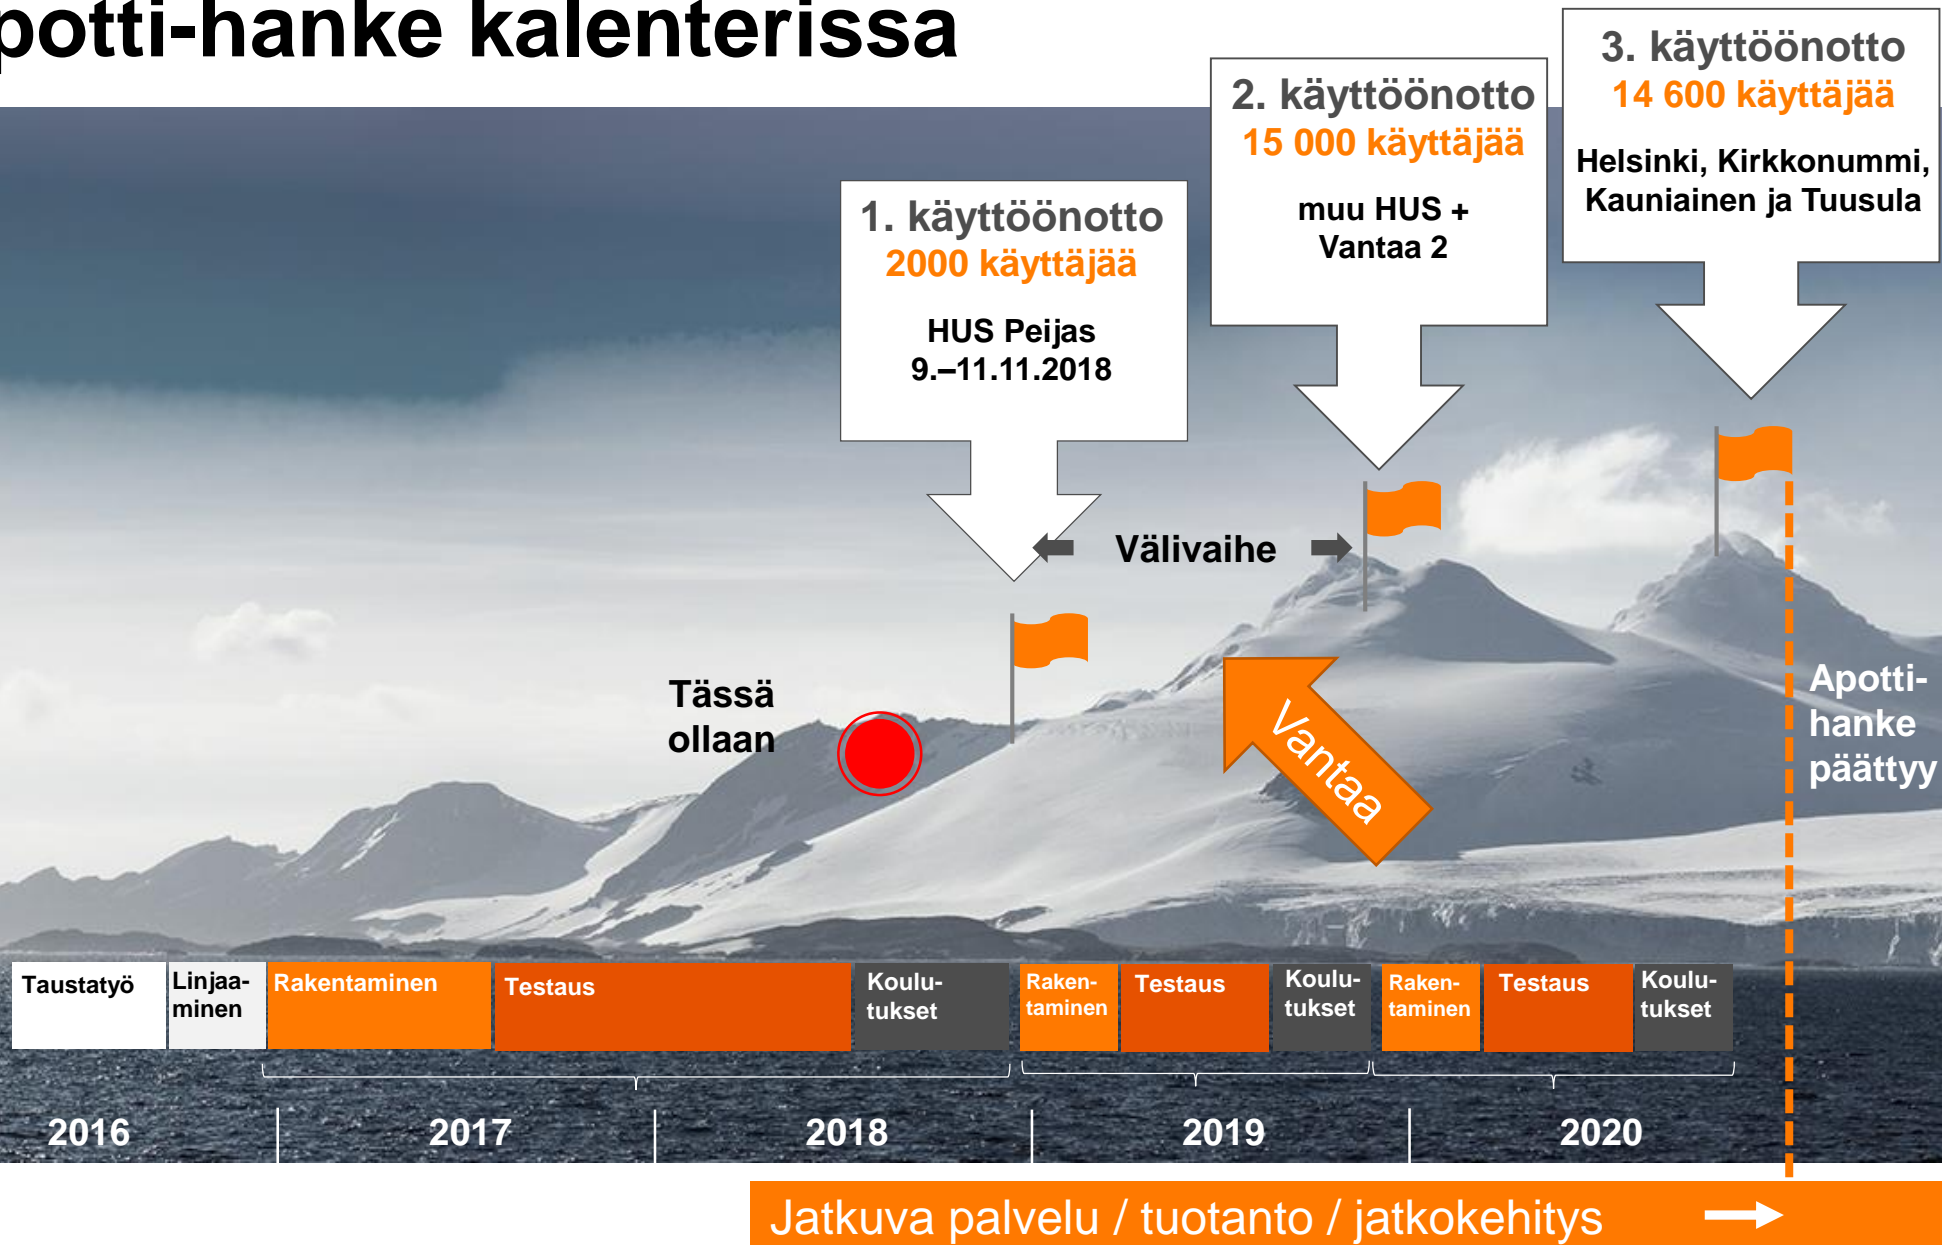 potti-hanke kalenterissa
3. käyttöönotto
14 600 käyttäjää
Helsinki, Kirkkonummi,
Kauniainen ja Tuusula
2. käyttöönotto
15 000 käyttäjää
muu HUS +
Vantaa 2
1. käyttöönotto
2000 käyttäjää
HUS Peijas
9.–11.11.2018
Välivaihe
Tässä
ollaan
Vantaa
Apotti-
hanke
päättyy
Taustatyö
Linjaa-
minen
Rakentaminen
Testaus
Koulu-
tukset
Raken-
taminen
Testaus
Koulu-
tukset
Raken-
taminen
Testaus
Koulu-
tukset
2016
2017
2018
2019
2020
Jatkuva palvelu / tuotanto / jatkokehitys